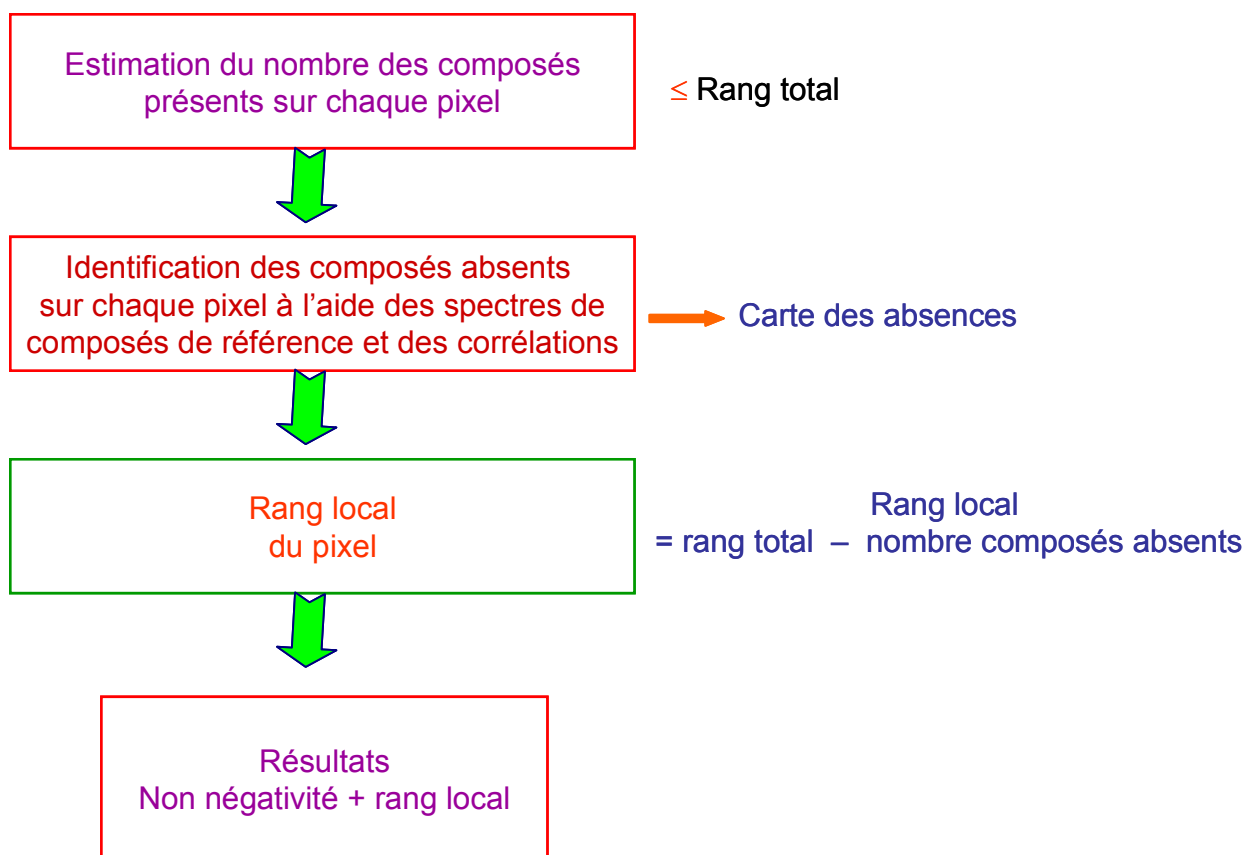 Estimation du nombre des composés
présents sur chaque pixel
≤ Rang total
Identification des composés absents
sur chaque pixel à l'aide des spectres de
composés de référence et des corrélations
Carte des absences
Rang local
du pixel
Rang local
= rang total – nombre composés absents
Résultats
Non négativité + rang local